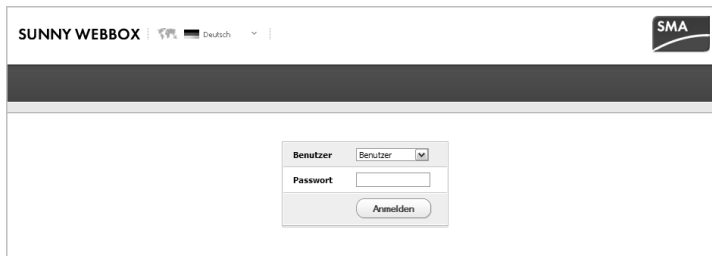 SUNNY WEBBOX Deutsch
SMA
Benutzer Benutzer
Passwort
Anmelden